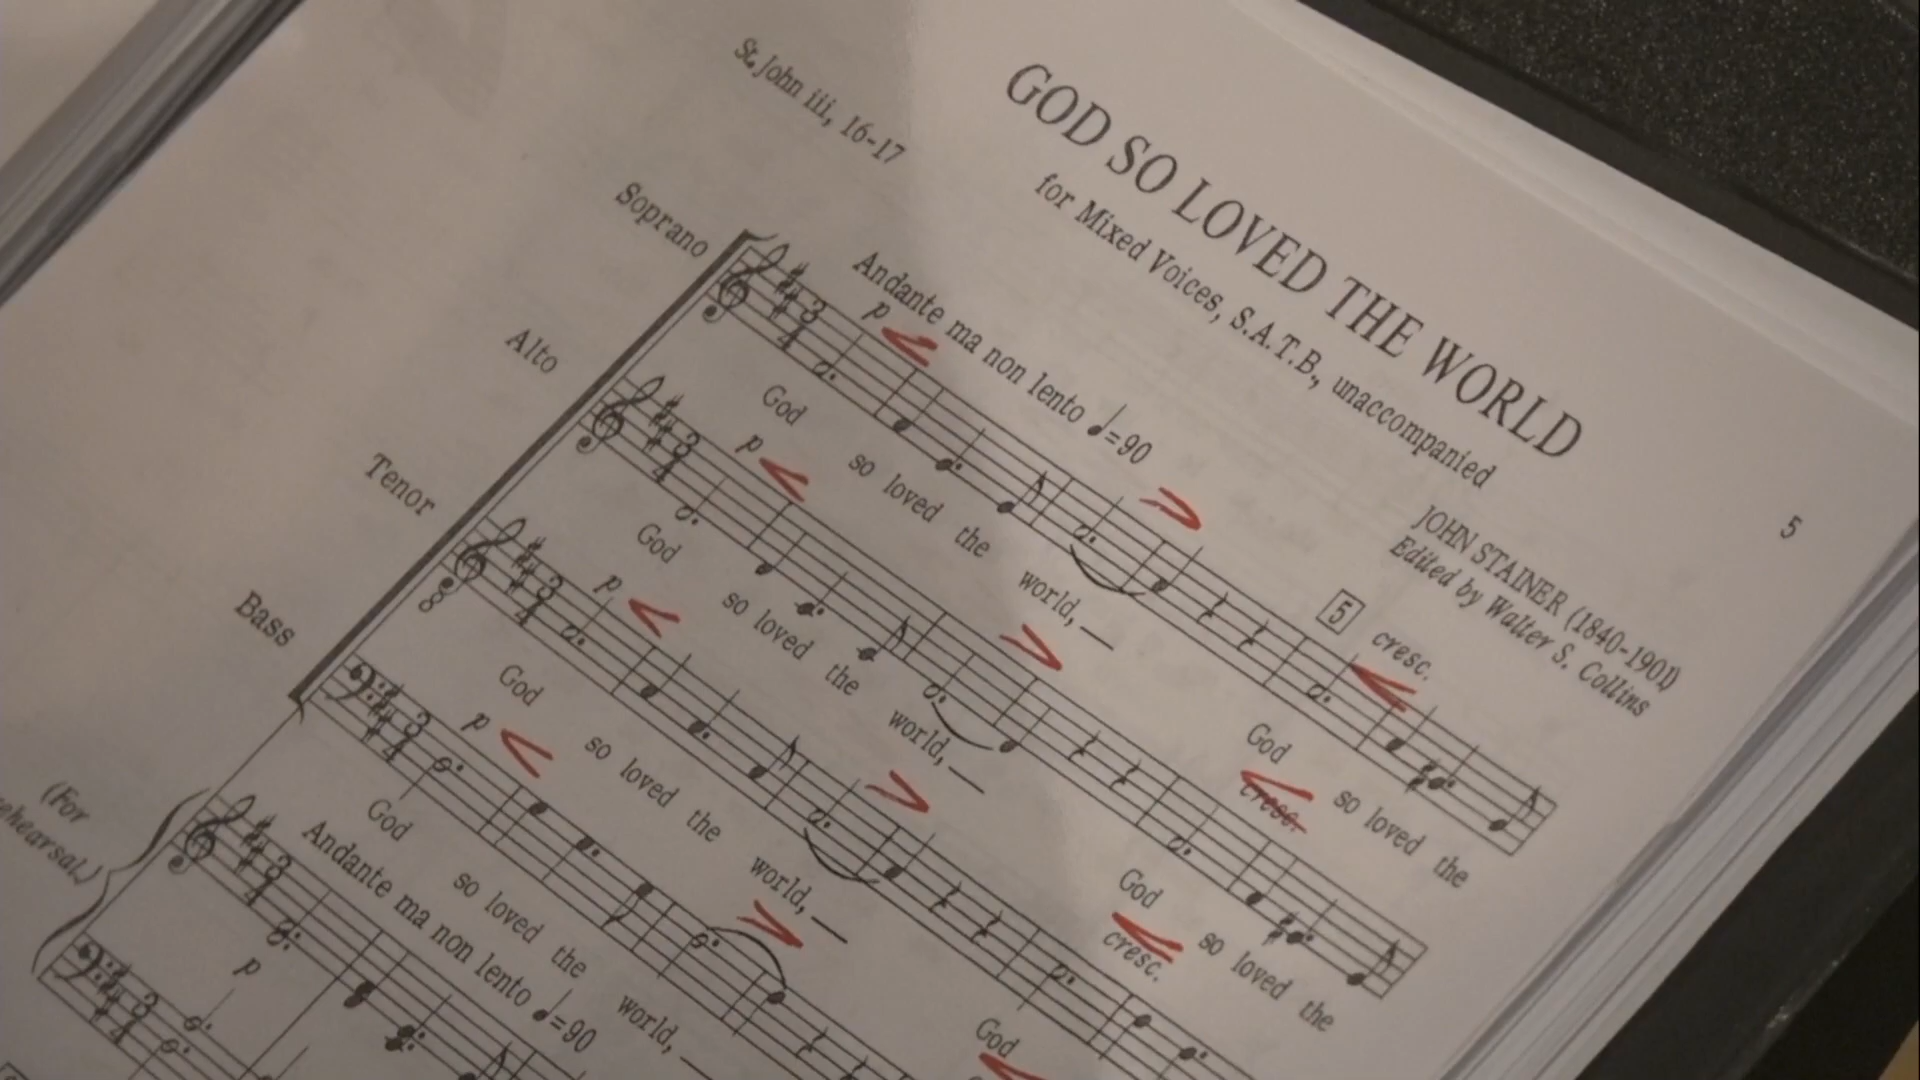 5
GOD SO LOVED THE WORLD
for Mixed Voices, S.A.T.B., unaccompanied
St. John iii, 16-17
JOHN STAINER (1840-1901)
Edited by Walter S. Collins
Andante ma non lento ♩=90
5
cresc.
Soprano
p
God so loved the world, God so loved the
Alto
p
cresc.
God so loved the world, God so loved the
Tenor
p
cresc.
God so loved the world, God
Bass
p
God so loved the world,
(For
rehearsal)
Andante ma non lento ♩=90
p